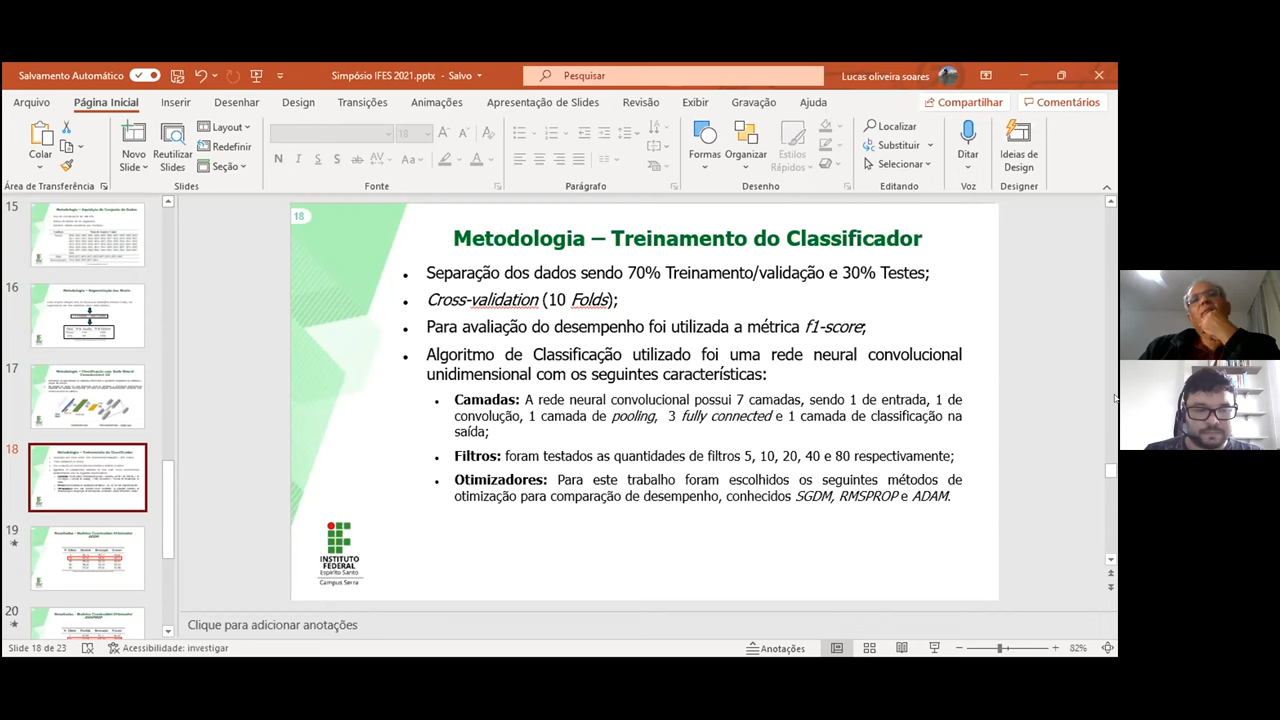 Salvamento Automático
Simpósio IFES 2021.pptx - Salvo
Pesquisar
Lucas oliveira soares
Arquivo Página Inicial Inserir Desenhar Design Transições Animações Apresentação de Slides Revisão Exibir Gravação Ajuda
Compartilhar Comentários
Colar
Novo Slide
Reutilizar Slides
Layout
Redefinir
Seção
18
Formas
Organizar
Estilos Rápidos
Localizar
Substituir
Selecionar
Ditar
Ideias de Design
Área de Transferência Slides Fonte Parágrafo Desenho Editando Voz Designer
15
16
17
18
19
20
18
Metodologia – Treinamento do Classificador
• Separação dos dados sendo 70% Treinamento/validação e 30% Testes;
• Cross-validation (10 Folds);
• Para avaliação do desempenho foi utilizada a métrica f1-score;
• Algoritmo de Classificação utilizado foi uma rede neural convolucional
unidimensional com os seguintes características:
• Camadas: A rede neural convolucional possui 7 camadas, sendo 1 de entrada, 1 de
convolução, 1 camada de pooling, 3 fully connected e 1 camada de classificação na
saída;
• Filtros: foram testados as quantidades de filtros 5, 10, 20, 40 e 80 respectivamente.
• Otimizadores: Para este trabalho foram escolhidos os seguintes métodos de
otimização para comparação de desempenho, conhecidos SGDM, RMSPROP e ADAM.
INSTITUTO
FEDERAL
Espírito Santo
Campus Serra
Clique para adicionar anotações
Slide 18 de 23
Acessibilidade: investigar
Anotações
82%